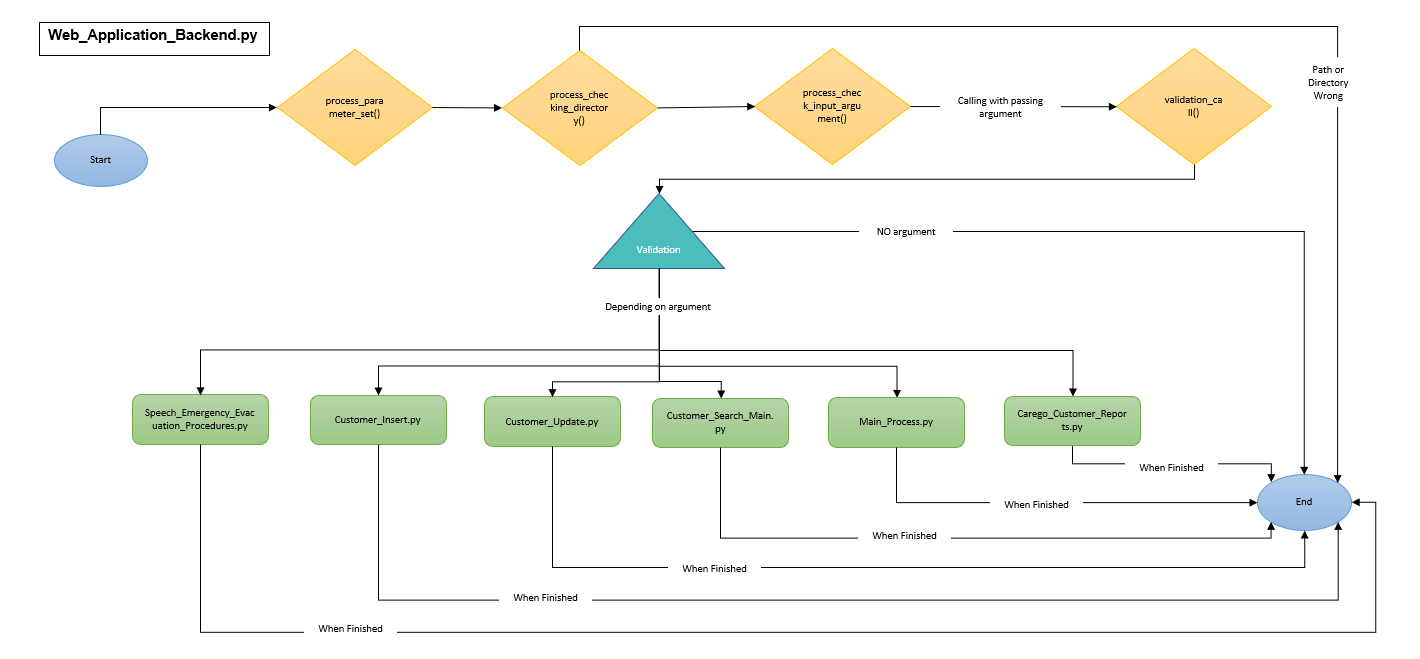 Web_Application_Backend.py
Path or
Directory
Wrong
process_para
meter_set()
process_chec
king_director
y()
process_chec
k_input_argu
ment()
Calling with passing
argument
validation_ca
ll()
Start
Validation
NO argument
Depending on argument
Speech_Emergency_Evac
uation_Procedures.py
Customer_Insert.py
Customer_Update.py
Customer_Search_Main.
py
Main_Process.py
Carego_Customer_Repor
ts.py
When Finished
End
When Finished
When Finished
When Finished
When Finished
When Finished